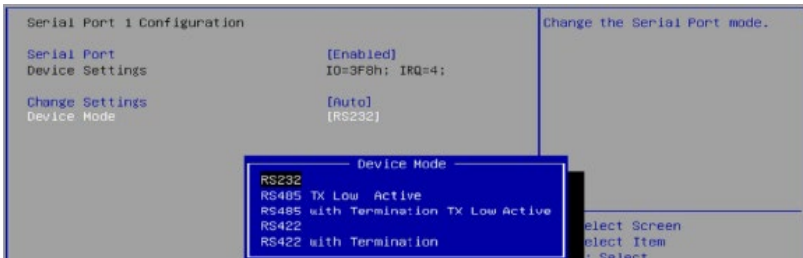 Serial Port 1 Configuration
Change the Serial Port mode.
Serial Port [Enabled]
Device Settings IO=3F8h; IRQ=4;
Change Settings [Auto]
Device Mode [RS232]
Device Mode
RS232
RS485 TX Low Active
RS485 with Termination TX Low Active
RS422
RS422 with Termination
elect Screen
elect Item
: Select